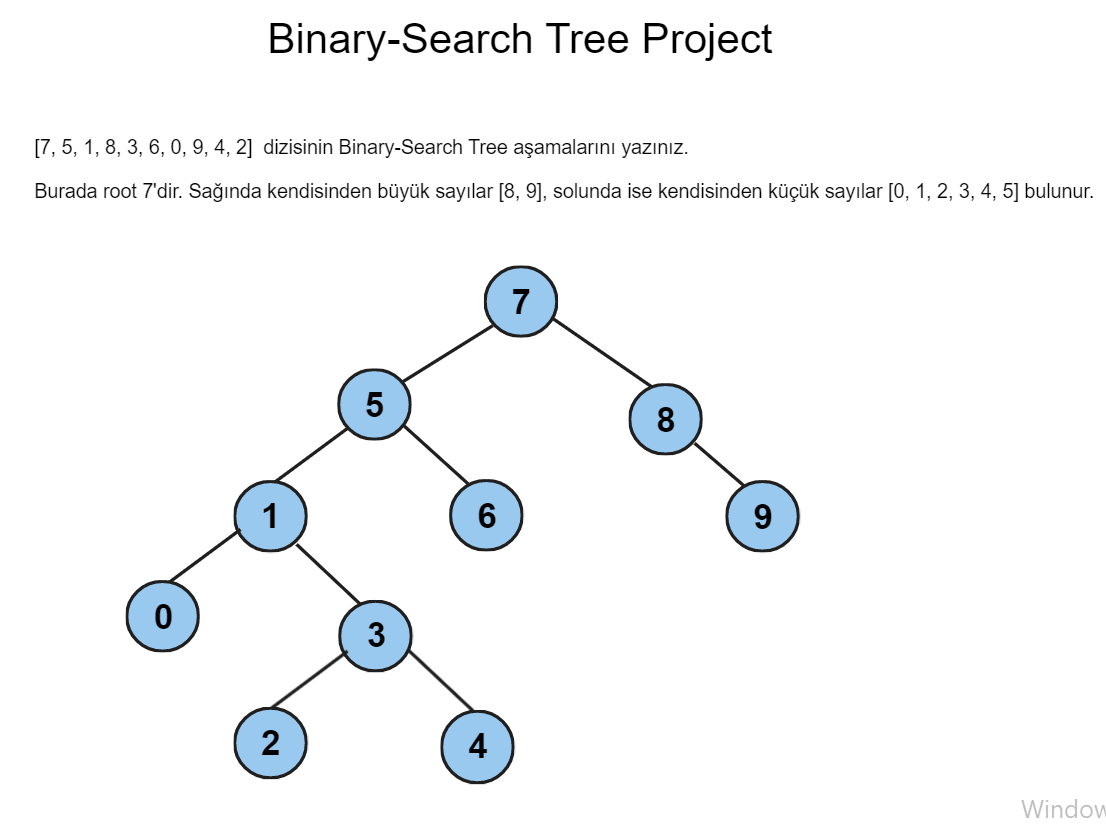 Binary-Search Tree Project
[7, 5, 1, 8, 3, 6, 0, 9, 4, 2] dizisinin Binary-Search Tree aşamalarını yazınız.
Burada root 7'dir. Sağında kendisinden büyük sayılar [8, 9], solunda ise kendisinden küçük sayılar [0, 1, 2, 3, 4, 5] bulunur.
7
5
8
1
6
9
0
3
2
4
Window